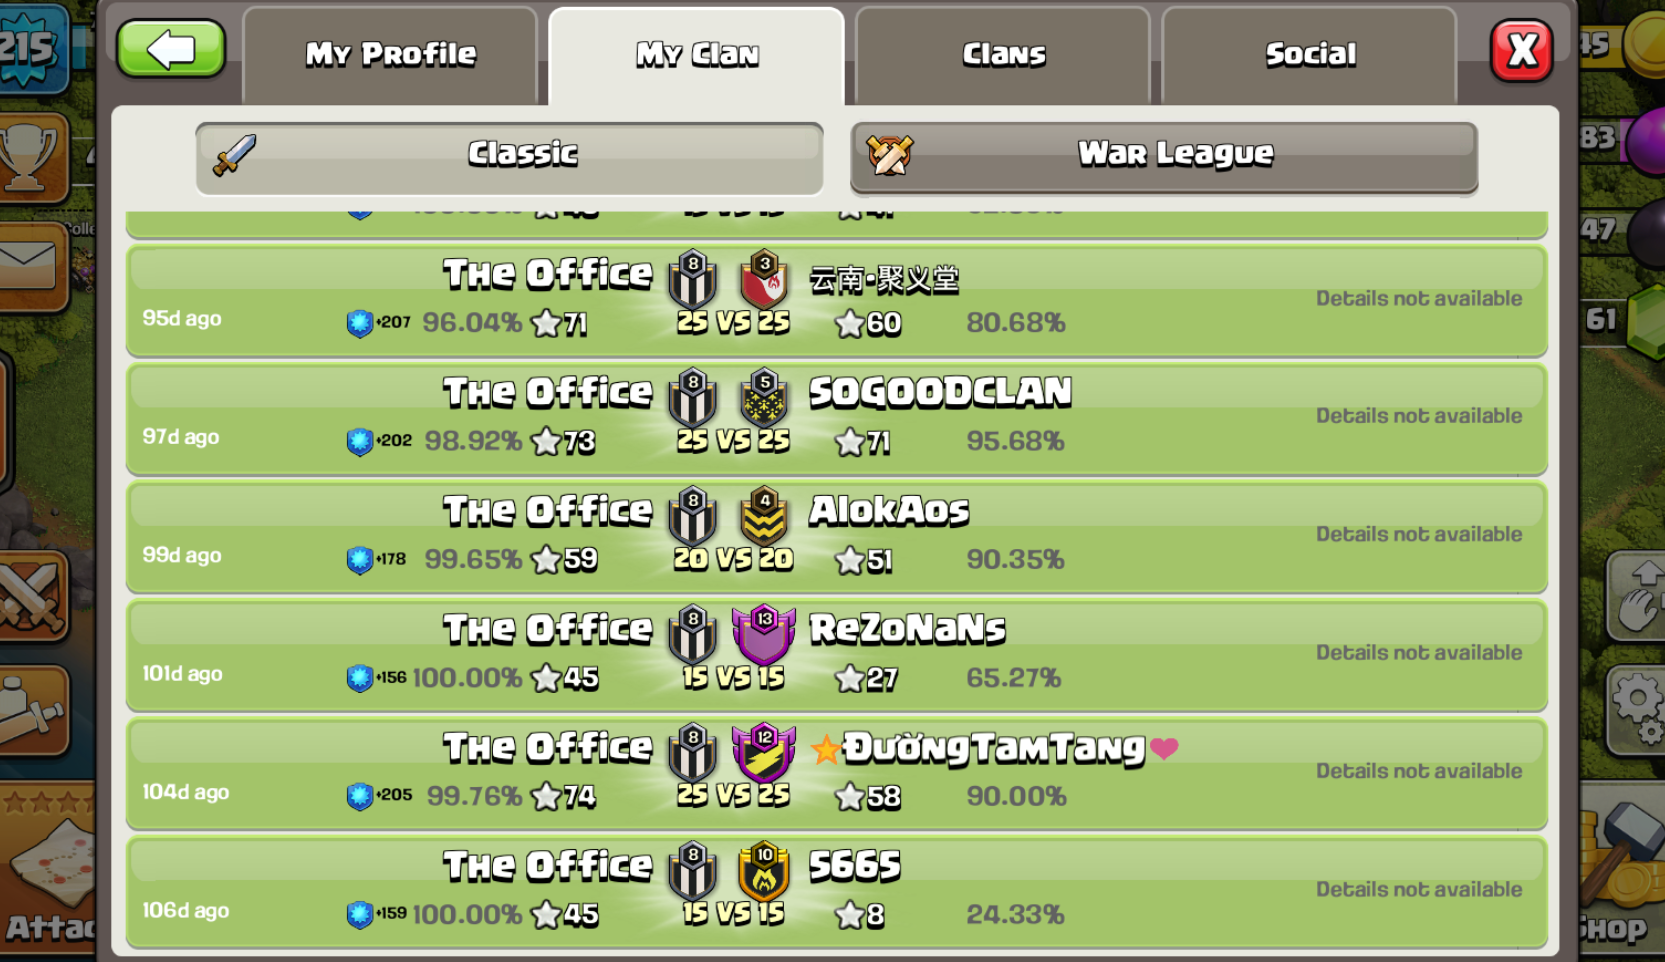 215
My Profile
My Clan
Clans
Social
X
Classic
War League
The Office 8 3 云南·聚义堂
95d ago +207 96.04% 71 25 VS 25 60 80.68% Details not available
The Office 8 5 SOGOODCLAN
97d ago +202 98.92% 73 25 VS 25 71 95.68% Details not available
The Office 8 4 AlokAos
99d ago +178 99.65% 59 20 VS 20 51 90.35% Details not available
The Office 8 13 ReZoNaNs
101d ago +156 100.00% 45 15 VS 15 27 65.27% Details not available
The Office 8 12 ⭐ĐườngTamTang❤
104d ago +205 99.76% 74 25 VS 25 58 90.00% Details not available
The Office 8 10 5665
106d ago +159 100.00% 45 15 VS 15 8 24.33% Details not available
45
83
47
61
Attac
Shop